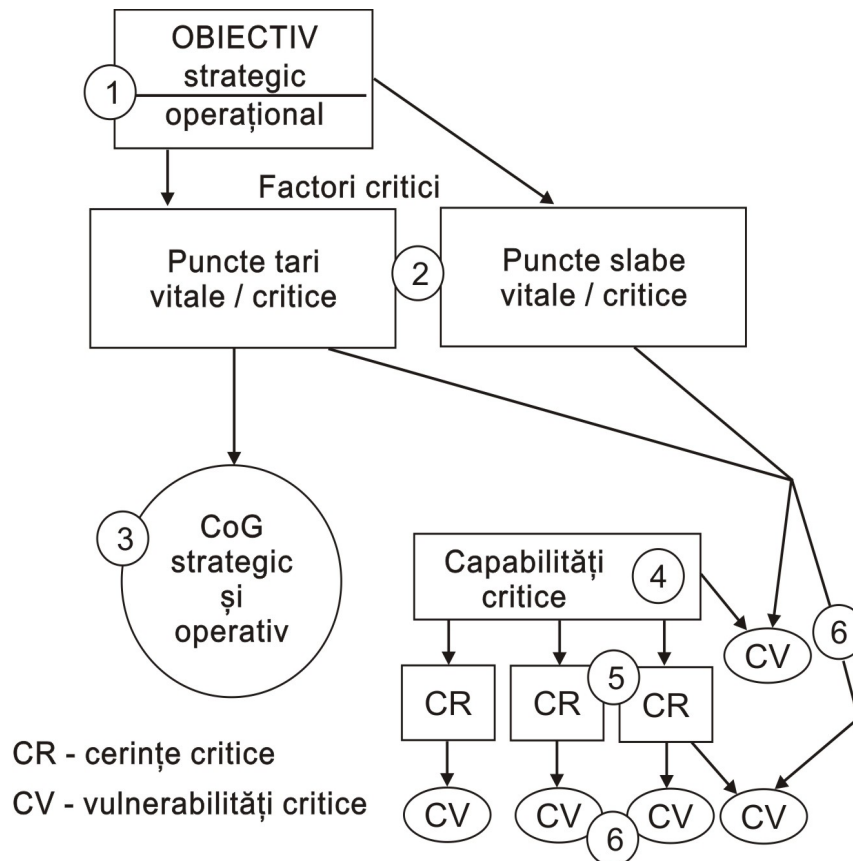 OBIECTIV
strategic
1
operațional
Factori critici
Puncte tari
vitale / critice
2
Puncte slabe
vitale / critice
3
CoG
strategic
și
operativ
Capabilități
critice
4
6
CV
CR
CR
5
CR
CR - cerințe critice
CV - vulnerabilități critice
CV
CV
6
CV
CV